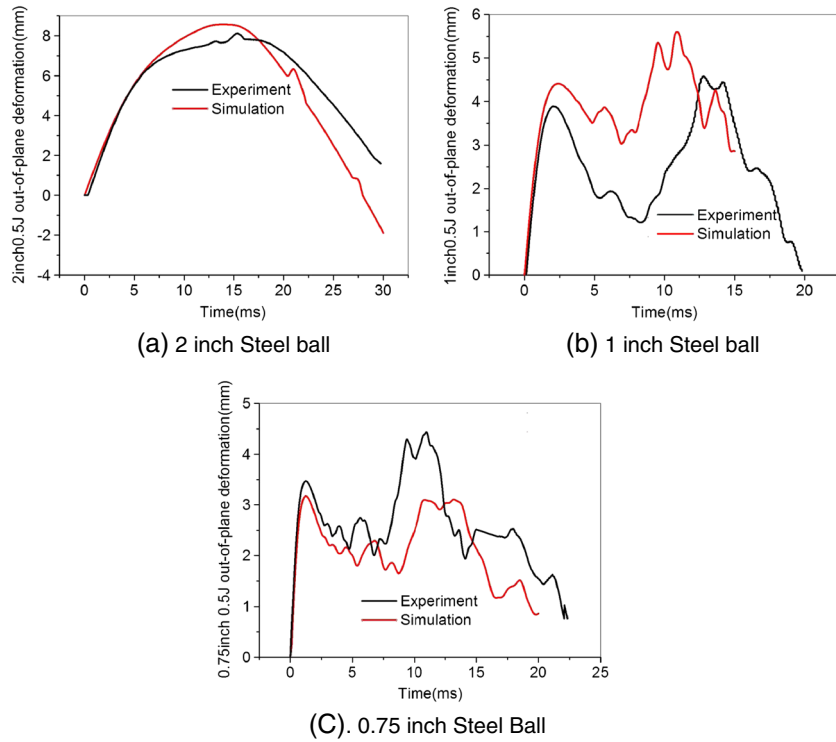 2inch0.5J out-of-plane deformation(mm)
8
6
4
2
0
-2
-4
Experiment
Simulation
0 5 10 15 20 25 30
Time(ms)
(a) 2 inch Steel ball
1inch0.5J out-of-plane deformation(mm)
6
5
4
3
2
1
0
Experiment
Simulation
0 5 10 15 20
Time(ms)
(b) 1 inch Steel ball
0.75inch 0.5J out-of-plane deformation(mm)
5
4
3
2
1
0
Experiment
Simulation
0 5 10 15 20 25
Time(ms)
(C). 0.75 inch Steel Ball